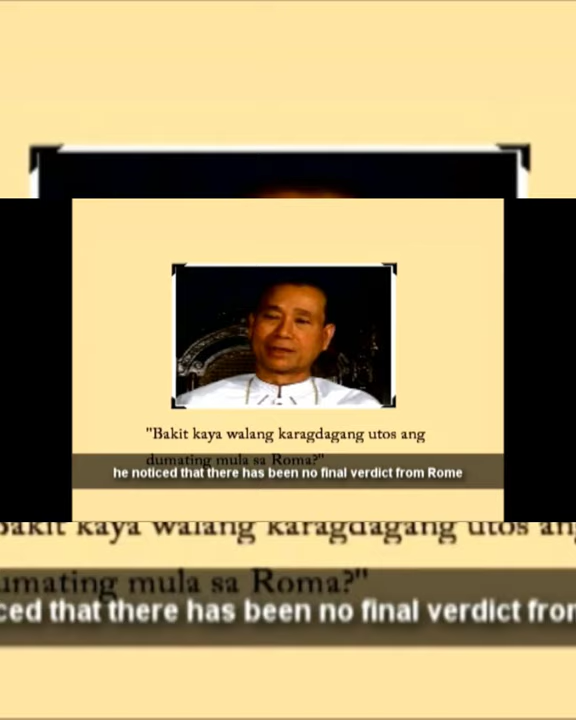 "Bakit kaya walang karagdagang utos ang
dumating mula sa Roma?"
he noticed that there has been no final verdict from Rome
Bakit kaya walang karagdagang utos an
umating mula sa Roma?"
ced that there has been no final verdict from